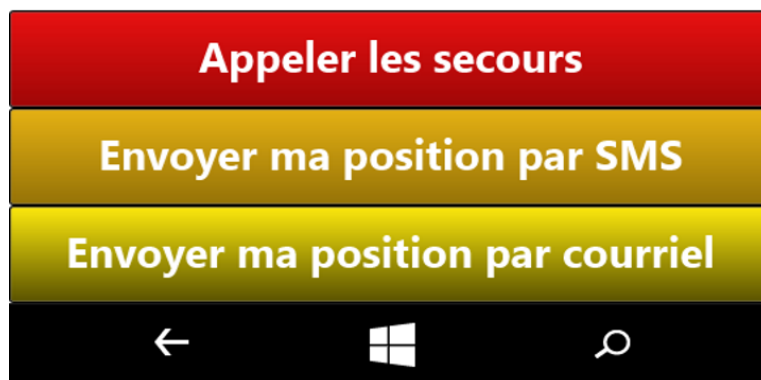 Appeler les secours
Envoyer ma position par SMS
Envoyer ma position par courriel